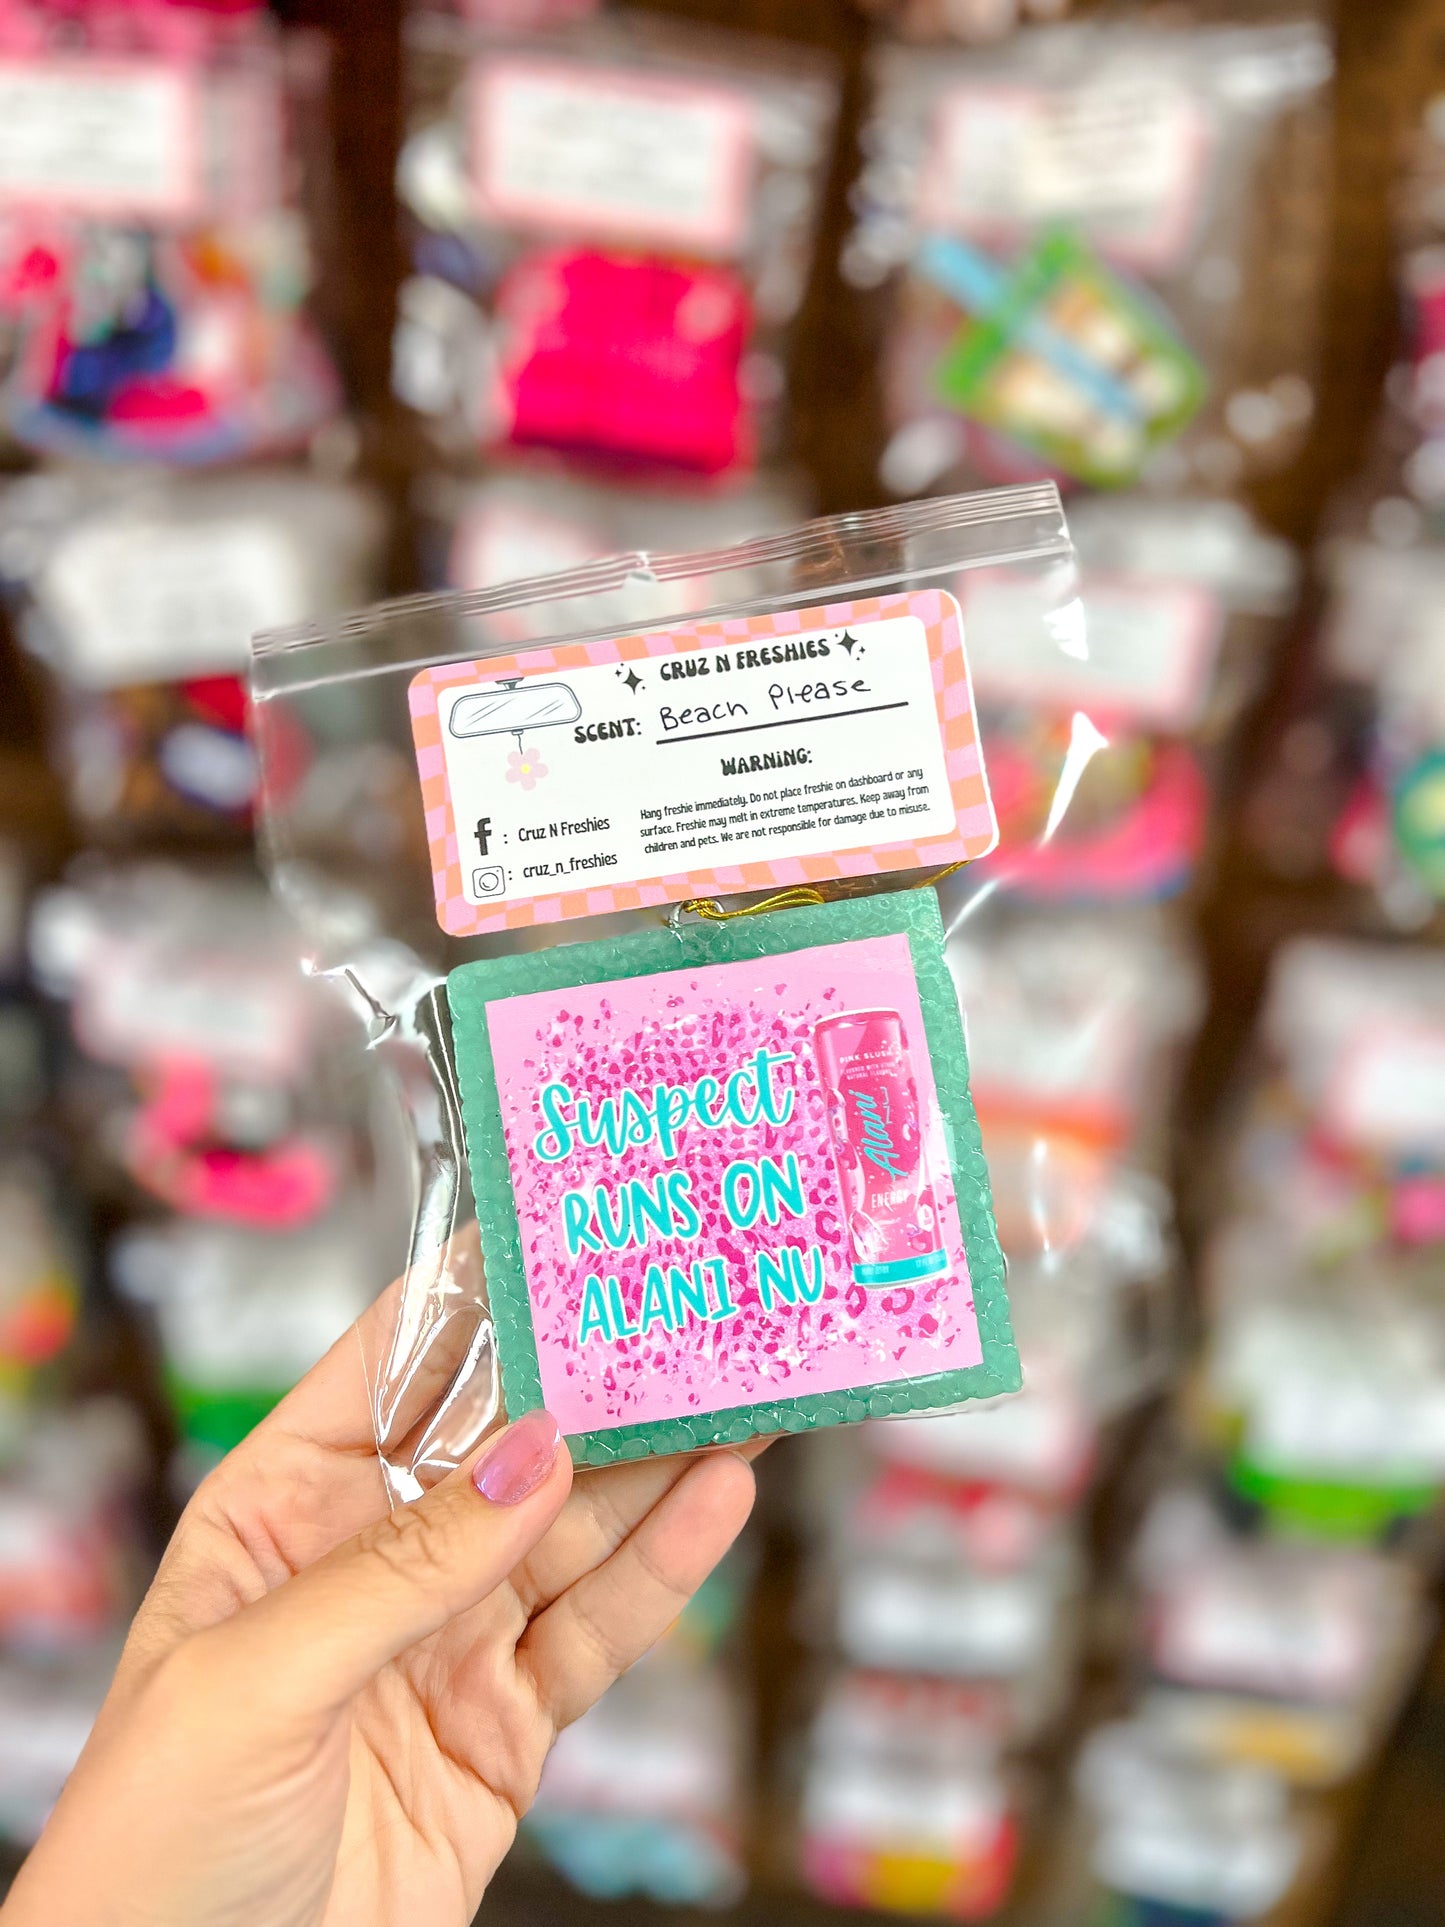 CRUZ N FRESHIES
SCENT: Beach Please
WARNING:
Hang freshie immediately. Do not place freshie on dashboard or any
surface. Freshie may melt in extreme temperatures. Keep away from
children and pets. We are not responsible for damage due to misuse.
f : Cruz N Freshies
: cruz_n_freshies
Suspect
RUNS ON
ALANI NU
PINK SLUSH
Alani
ENERGY